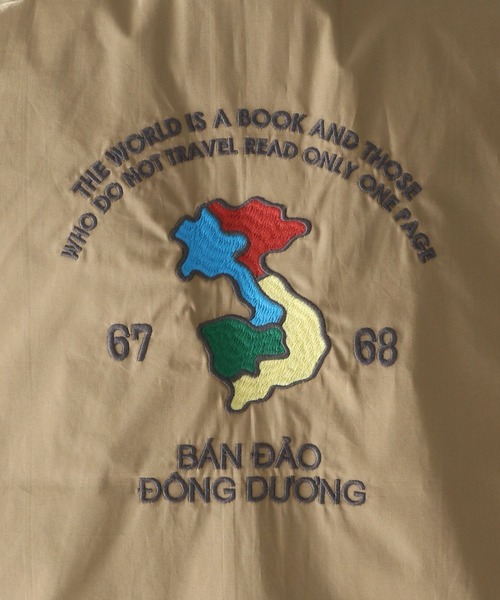 THE WORLD IS A BOOK AND THOSE
WHO DO NOT TRAVEL READ ONLY ONE PAGE
67
68
BÁN ĐẢO
ĐÔNG DƯƠNG